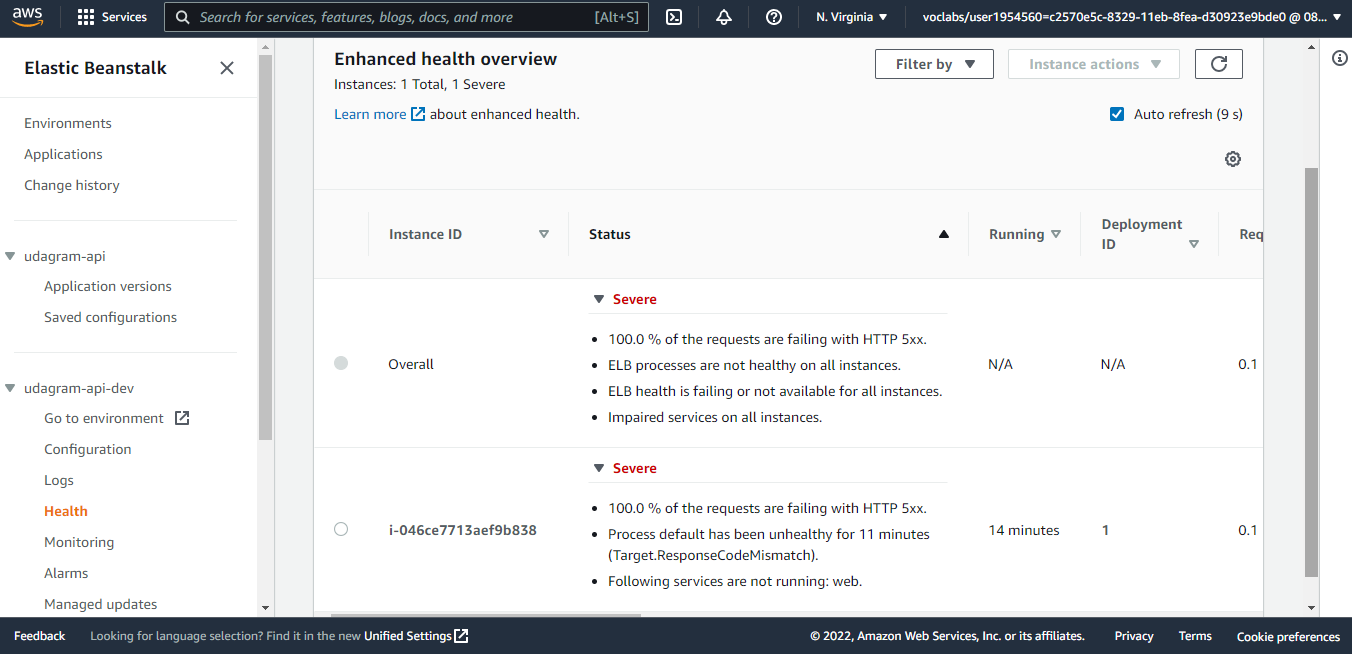 aws
Services
Search for services, features, blogs, docs, and more
[Alt+S]
N. Virginia
voclabs/user1954560=c2570e5c-8329-11eb-8fea-d30923e9bde0 @ 08...
Elastic Beanstalk
Environments
Applications
Change history
udagram-api
Application versions
Saved configurations
udagram-api-dev
Go to environment
Configuration
Logs
Health
Monitoring
Alarms
Managed updates
Enhanced health overview
Instances: 1 Total, 1 Severe
Learn more about enhanced health.
Filter by
Instance actions
Auto refresh (9 s)
Instance ID
Status
Running
Deployment
ID
Req
Overall
Severe
100.0 % of the requests are failing with HTTP 5xx.
ELB processes are not healthy on all instances.
ELB health is failing or not available for all instances.
Impaired services on all instances.
N/A
N/A
0.1
i-046ce7713aef9b838
Severe
100.0 % of the requests are failing with HTTP 5xx.
Process default has been unhealthy for 11 minutes
(Target.ResponseCodeMismatch).
Following services are not running: web.
14 minutes
1
0.1
Feedback
Looking for language selection? Find it in the new Unified Settings
© 2022, Amazon Web Services, Inc. or its affiliates.
Privacy
Terms
Cookie preferences